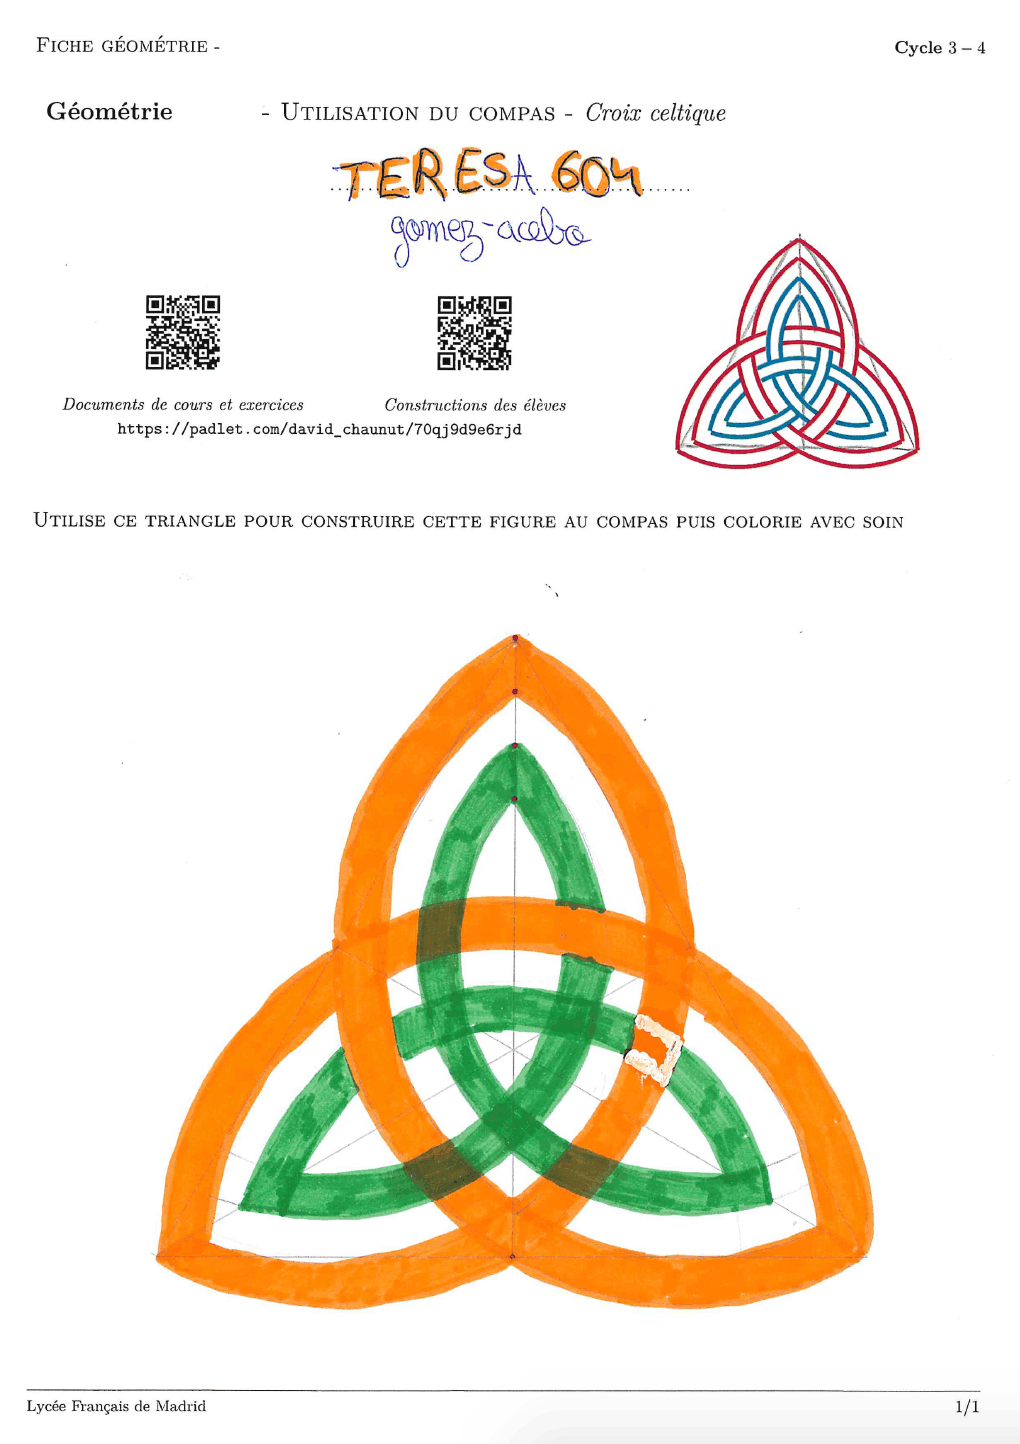 FICHE GÉOMÉTRIE -
Cycle 3 – 4
Géométrie - UTILISATION DU COMPAS - Croix celtique
TERESA 604
gomez-acebo
Documents de cours et exercices
Constructions des élèves
https://padlet.com/david_chaunut/70qj9d9e6rjd
UTILISE CE TRIANGLE POUR CONSTRUIRE CETTE FIGURE AU COMPAS PUIS COLORIE AVEC SOIN
Lycée Français de Madrid
1/1